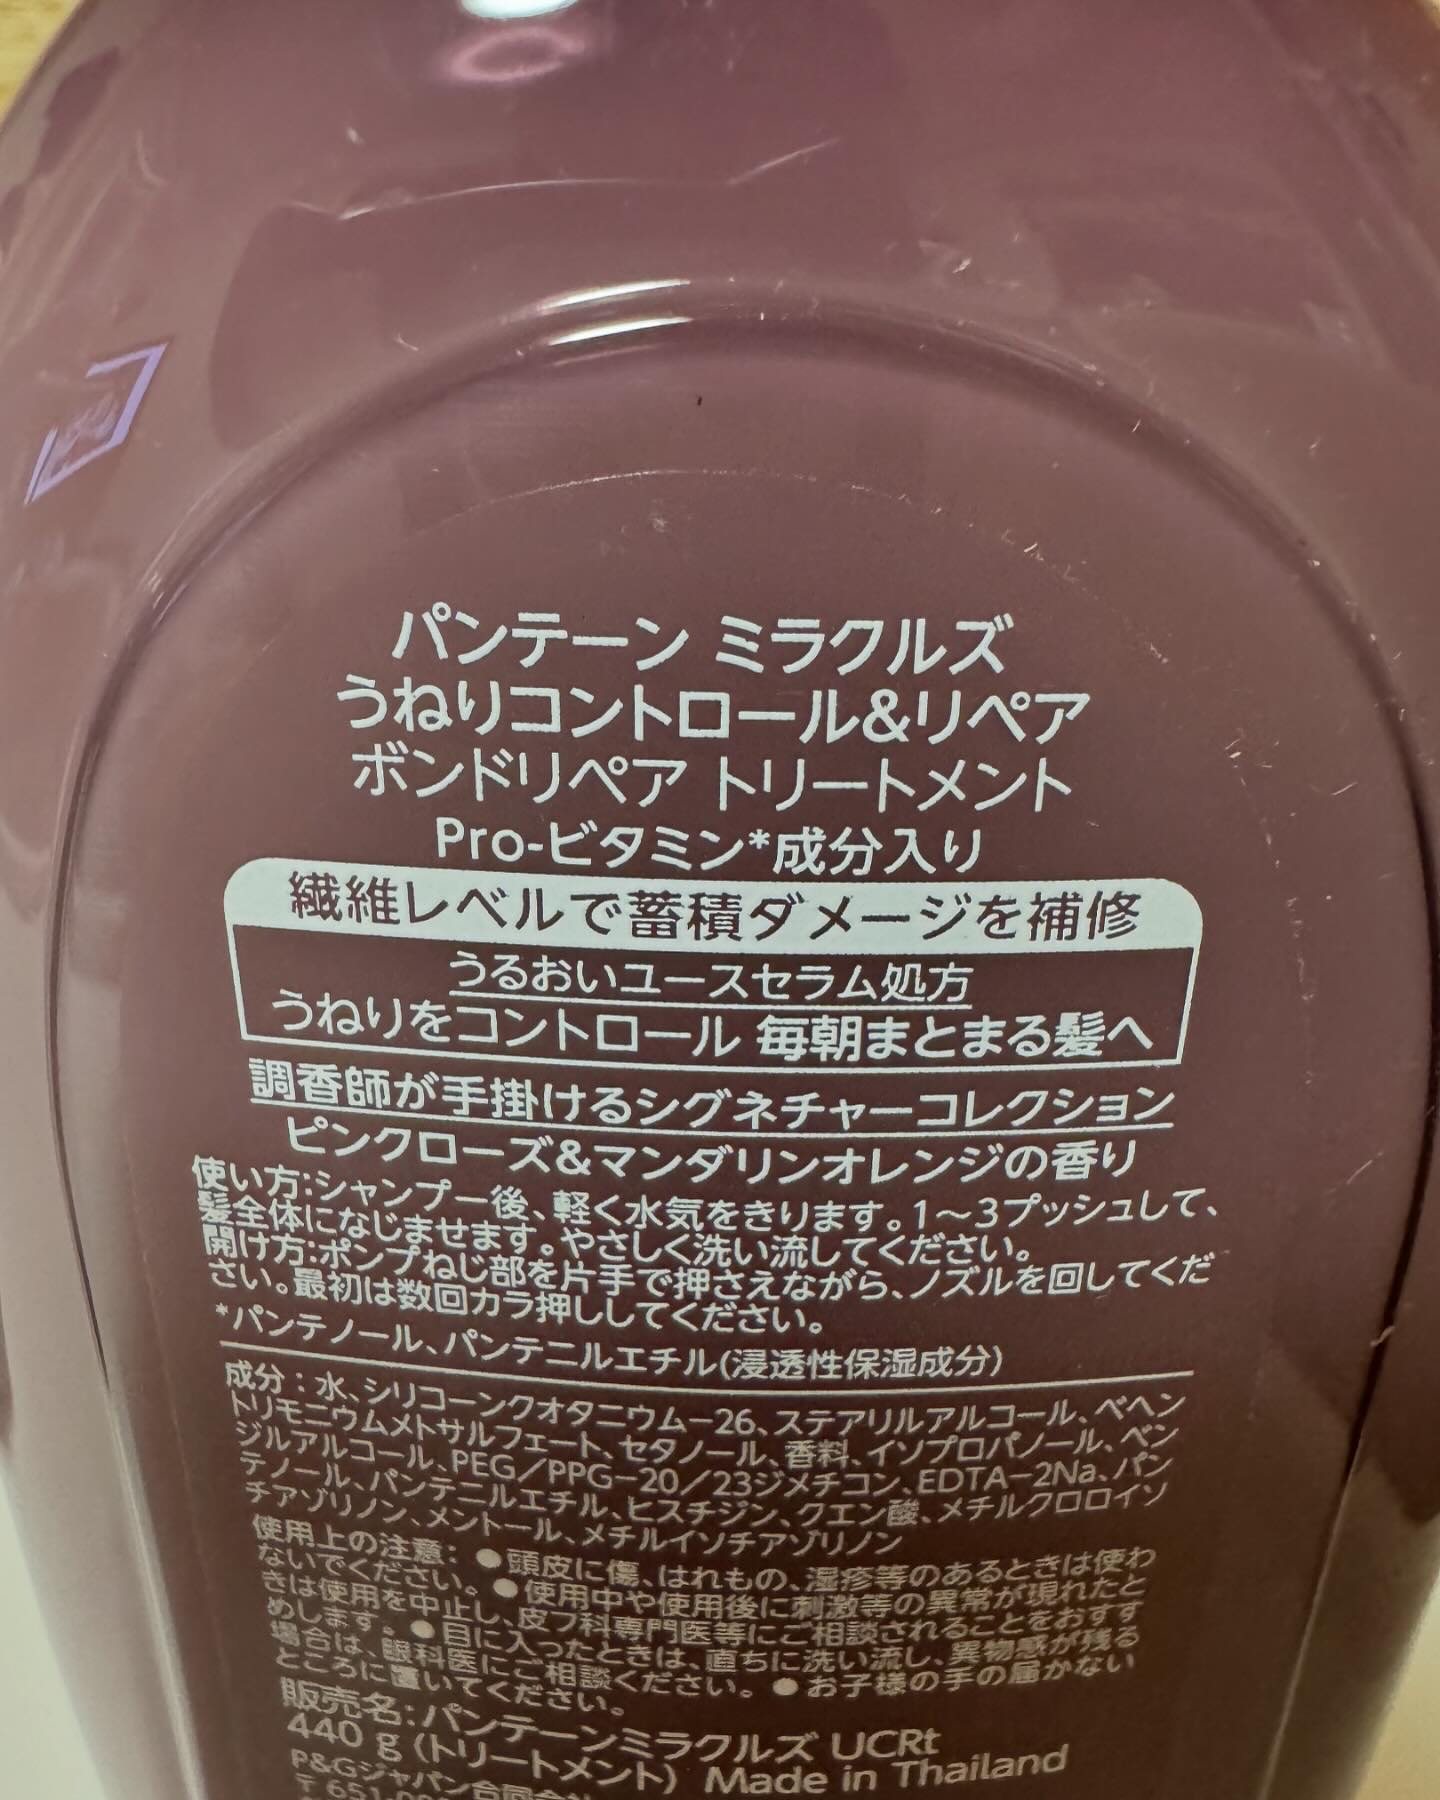 パンテーン ミラクルズ
うねりコントロール&リペア
ボンドリペア トリートメント
Pro-ビタミン*成分入り
繊維レベルで蓄積ダメージを補修
うるおいユースセラム処方
うねりをコントロール 毎朝まとまる髪へ
調香師が手掛けるシグネチャーコレクション
ピンクローズ&マンダリンオレンジの香り
使い方:シャンプー後、軽く水気をきります。1〜3プッシュして、
髪全体になじませます。やさしく洗い流してください。
開け方:ポンプねじ部を片手で押さえながら、ノズルを回してくだ
さい。最初は数回カラ押ししてください。
*パンテノール、パンテニルエチル(浸透性保湿成分)
成分：水、シリコーンクオタニウム-26、ステアリルアルコール、ベヘン
トリモニウムメトサルフェート、セタノール、香料、イソプロパノール、ベン
ジルアルコール、PEG/PPG-20/23ジメチコン、EDTA-2Na、パン
テノール、パンテニルエチル、ヒスチジン、クエン酸、メチルクロロイソ
チアゾリノン、メントール、メチルイソチアゾリノン
使用上の注意：●頭皮に傷、はれもの、湿疹等のあるときは使わ
ないでください。●使用中や使用後に刺激等の異常が現れたと
きは使用を中止し、皮フ科専門医等にご相談されることをおすす
めします。●目に入ったときは、直ちに洗い流し、異物感が残る
場合は、眼科医にご相談ください。●お子様の手の届かない
ところに置いてください。
販売名:パンテーンミラクルズ UCRt
440 g (トリートメント) Made in Thailand
P&Gジャパン合同会社
〒651-00